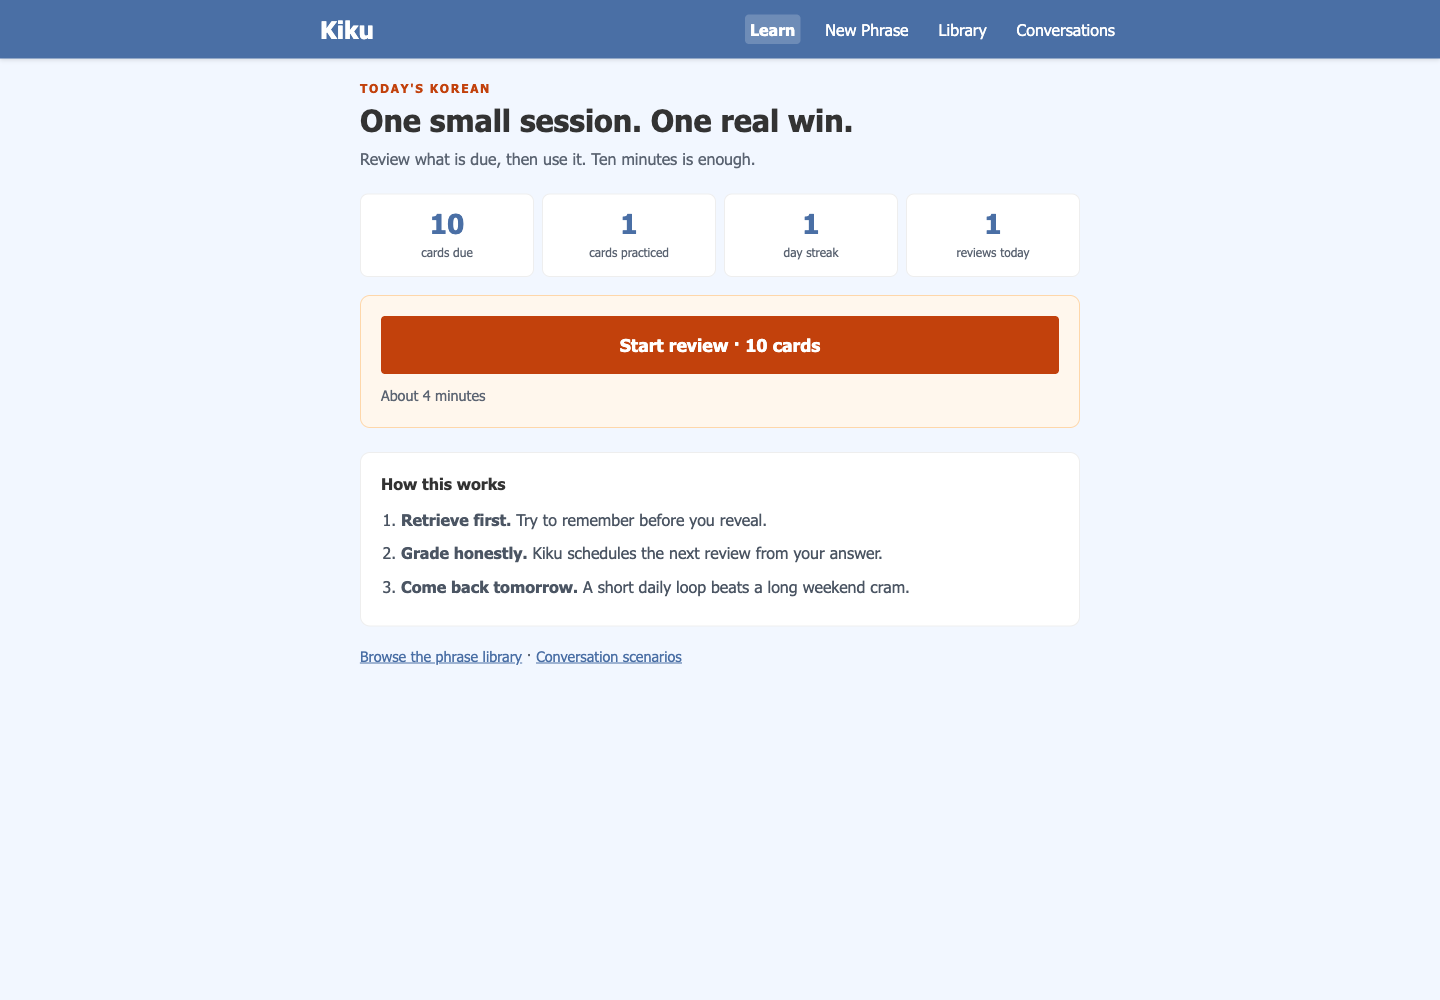 Kiku
Learn
New Phrase
Library
Conversations
TODAY'S KOREAN
One small session. One real win.
Review what is due, then use it. Ten minutes is enough.
10
cards due
1
cards practiced
1
day streak
1
reviews today
Start review · 10 cards
About 4 minutes
How this works
1. Retrieve first. Try to remember before you reveal.
2. Grade honestly. Kiku schedules the next review from your answer.
3. Come back tomorrow. A short daily loop beats a long weekend cram.
Browse the phrase library · Conversation scenarios